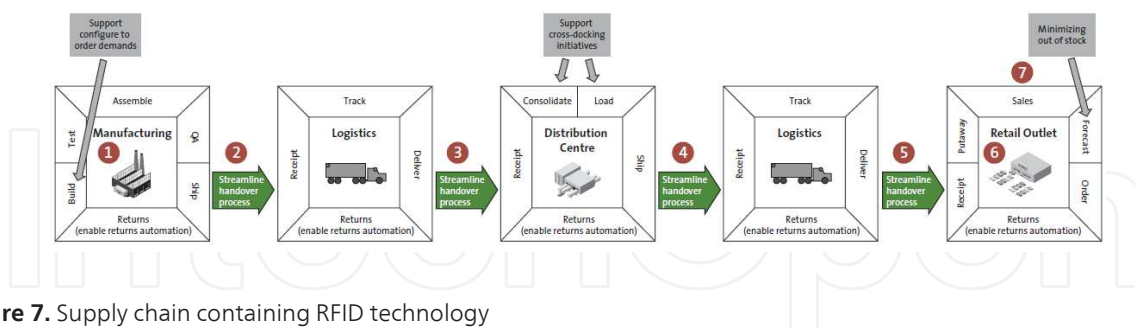 Support
configure to
order demands
Support
cross-docking
initiatives
Minimizing
out of stock
7
Assemble
Test
Manufacturing
QA
1
Build
Ship
Returns
(enable returns automation)
2
Streamline
handover
process
Track
Receipt
Logistics
Deliver
Returns
(enable returns automation)
3
Streamline
handover
process
Consolidate
Load
Receipt
Distribution
Centre
Ship
Returns
(enable returns automation)
4
Streamline
handover
process
Track
Receipt
Logistics
Deliver
Returns
(enable returns automation)
5
Streamline
handover
process
Sales
Putaway
Retail Outlet
Forecast
6
Receipt
Order
Returns
(enable returns automation)
intechopen
re 7. Supply chain containing RFID technology